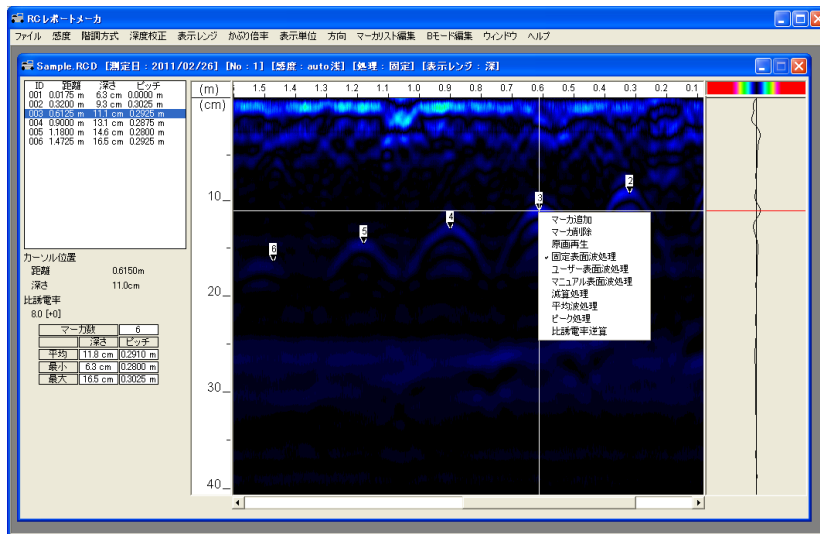 RCレポートメーカ
ファイル 感度 階調方式 深度校正 表示レンジ かぶり倍率 表示単位 方向 マーカリスト編集 Bモード編集 ウィンドウ ヘルプ
Sample.RCD [測定日:2011/02/26] [No:1] [感度:auto浅] [処理:固定] [表示レンジ:深]
ID 距離 深さ ピッチ
001 0.0175 m 6.3 cm 0.0000 m
002 0.3200 m 9.3 cm 0.3025 m
003 0.6125 m 11.1 cm 0.2925 m
004 0.9000 m 13.1 cm 0.2875 m
005 1.1800 m 14.6 cm 0.2800 m
006 1.4725 m 16.5 cm 0.2925 m
カーソル位置
距離 0.6150m
深さ 11.0cm
比誘電率
8.0 [+0]
マーカ数 6
深さ ピッチ
平均 11.8 cm 0.2910 m
最小 6.3 cm 0.2800 m
最大 16.5 cm 0.3025 m
(m) 1.5 1.4 1.3 1.2 1.1 1.0 0.9 0.8 0.7 0.6 0.5 0.4 0.3 0.2 0.1
(cm)
10
20
30
40
2
3
4
5
6
マーカ追加
マーカ削除
原画再生
固定表面波処理
ユーザー表面波処理
マニュアル表面波処理
減算処理
平均波処理
ピーク処理
比誘電率逆算